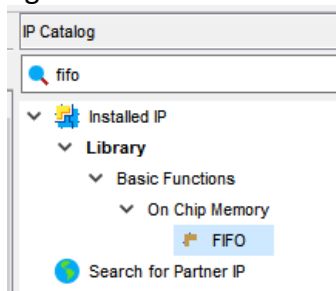 IP Catalog
fifo
Installed IP
Library
Basic Functions
On Chip Memory
FIFO
Search for Partner IP